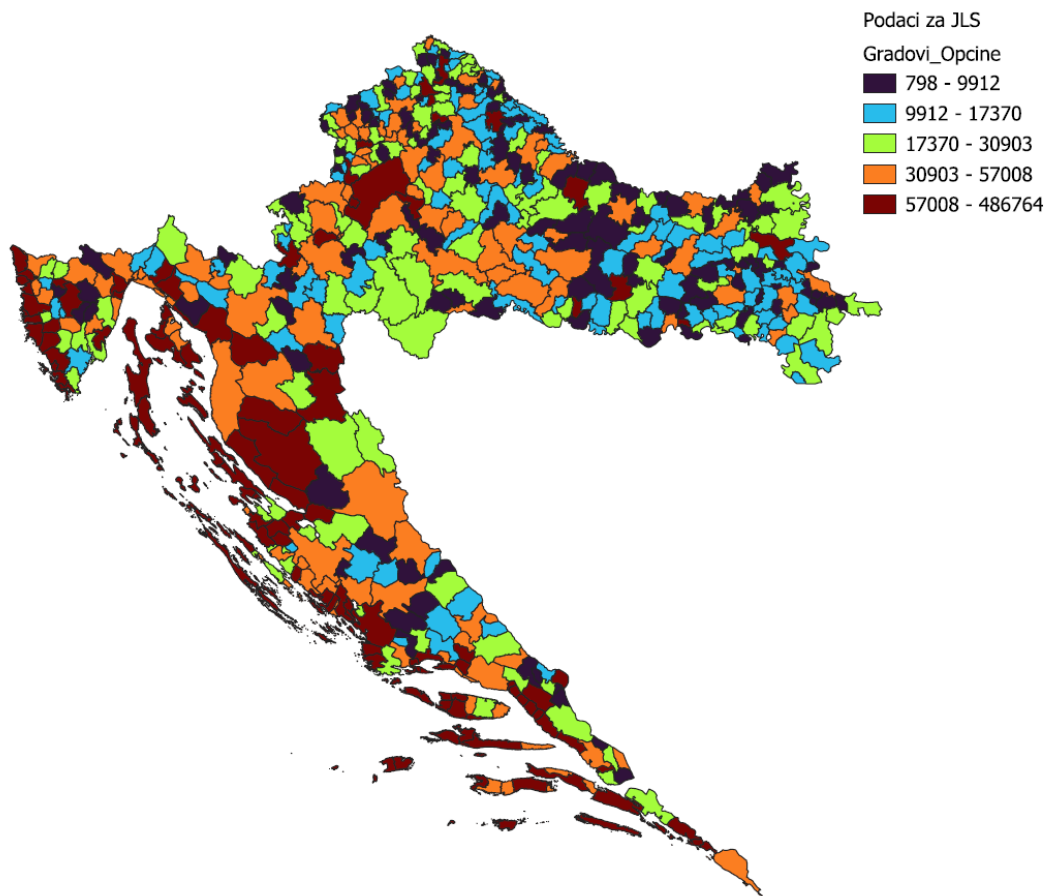 Podaci za JLS
Gradovi_Opcine
798 - 9912
9912 - 17370
17370 - 30903
30903 - 57008
57008 - 486764